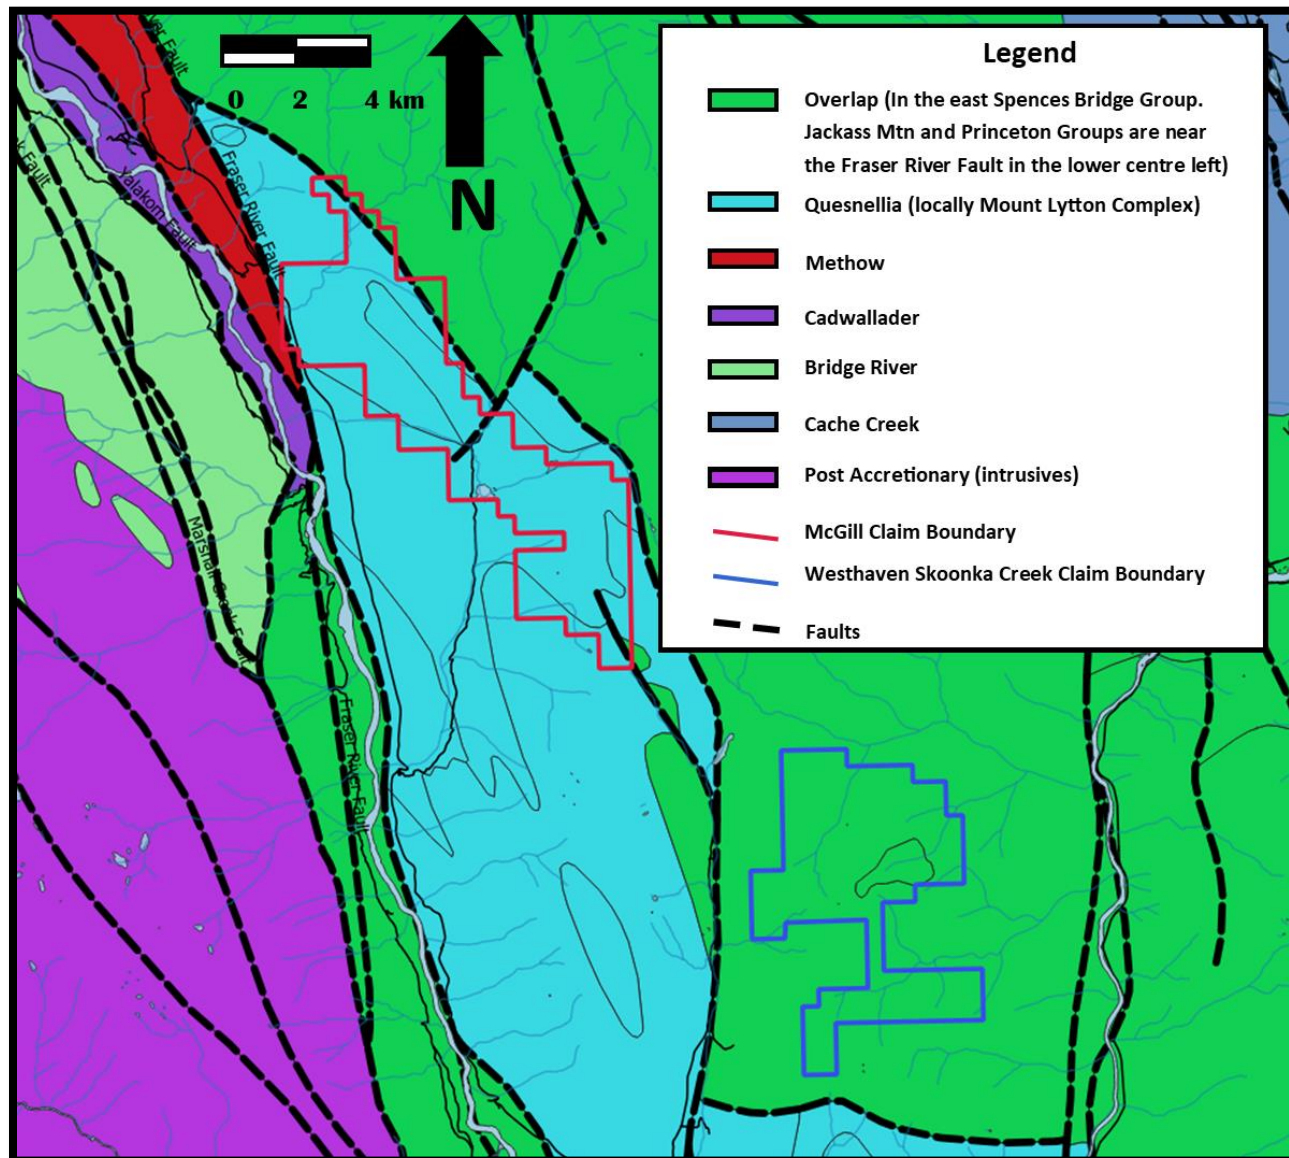 Legend
Overlap (In the east Spences Bridge Group.
Jackass Mtn and Princeton Groups are near
the Fraser River Fault in the lower centre left)
Quesnellia (locally Mount Lytton Complex)
Methow
Cadwallader
Bridge River
Cache Creek
Post Accretionary (intrusives)
McGill Claim Boundary
Westhaven Skoonka Creek Claim Boundary
Faults
0 2 4 km
N
ver Fault
Fraser River Fault
Yalakom Fault
k Fault
Marshall Creek Fault
Fraser River Fault